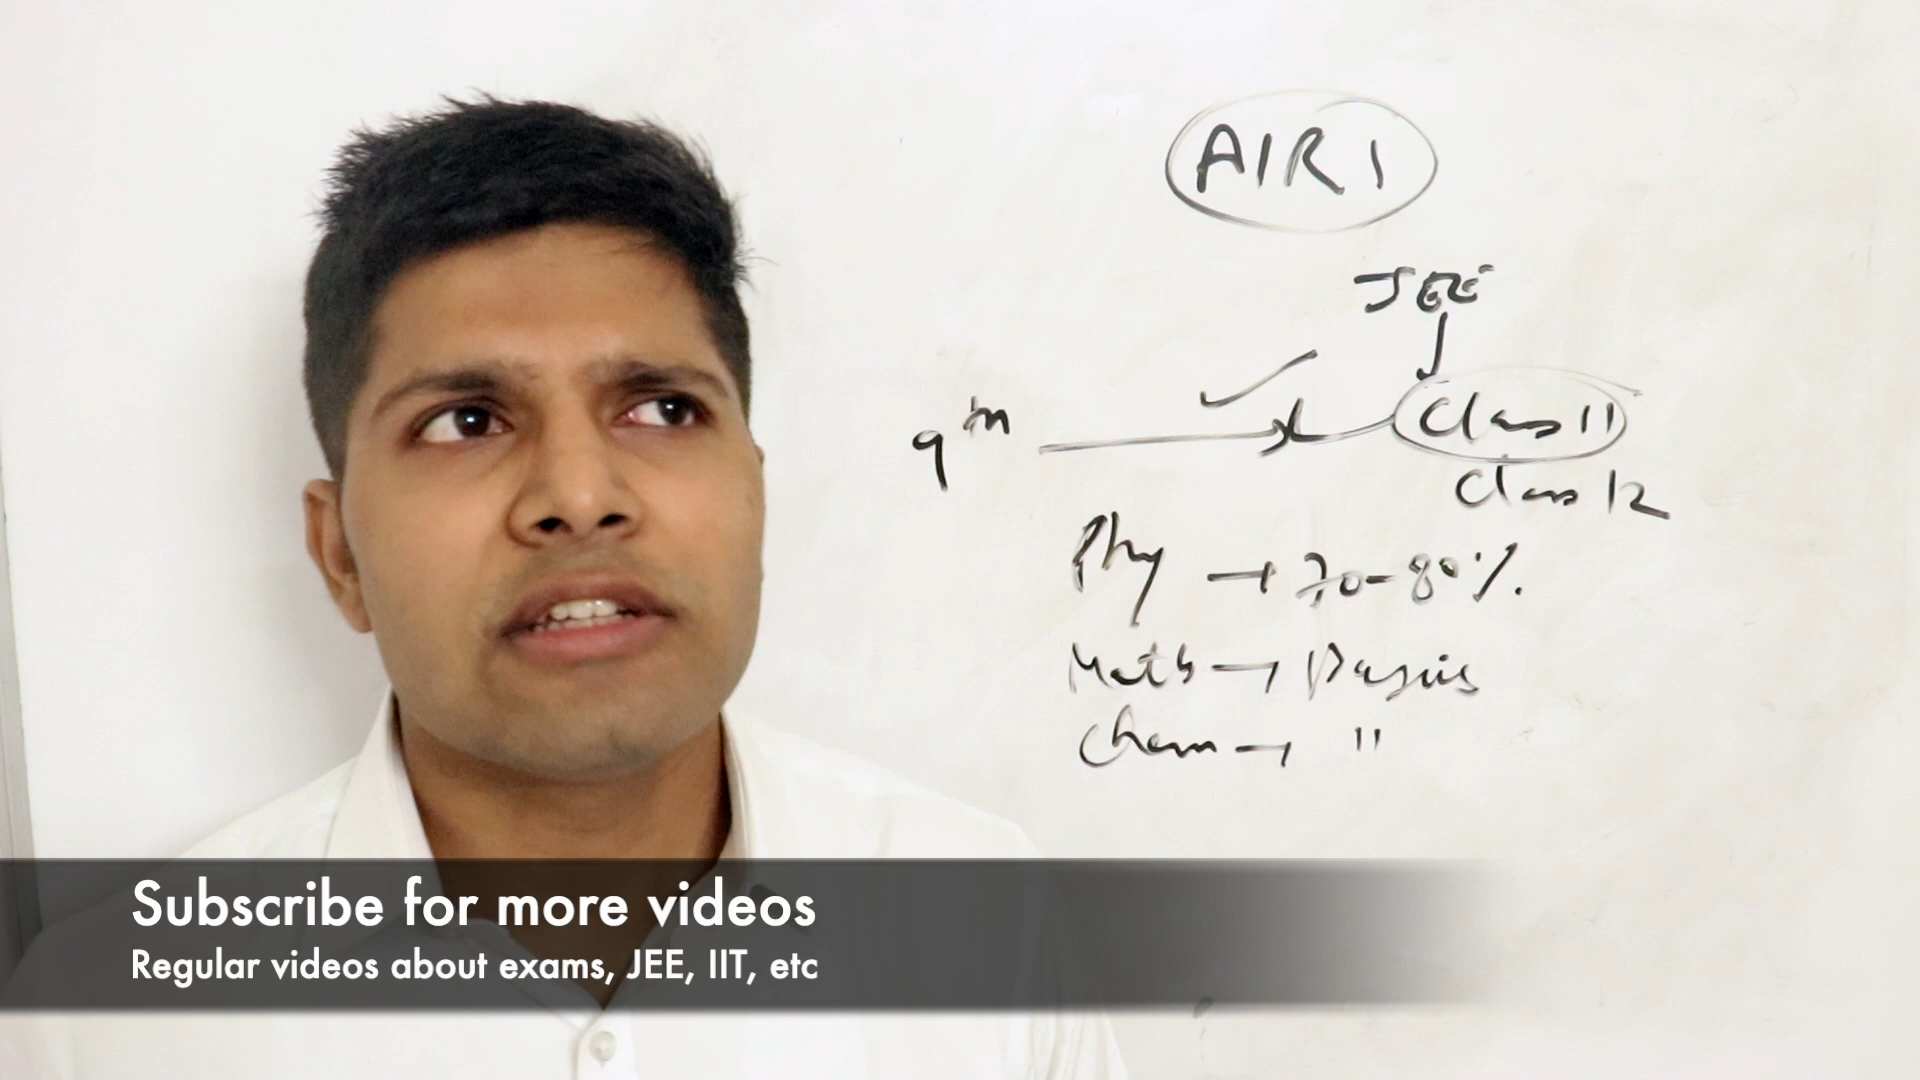 AIR 1
JEE
9th
Class 11
Class 12
Phy → 70-80%.
Maths → Basics
Chem → "
Subscribe for more videos
Regular videos about exams, JEE, IIT, etc